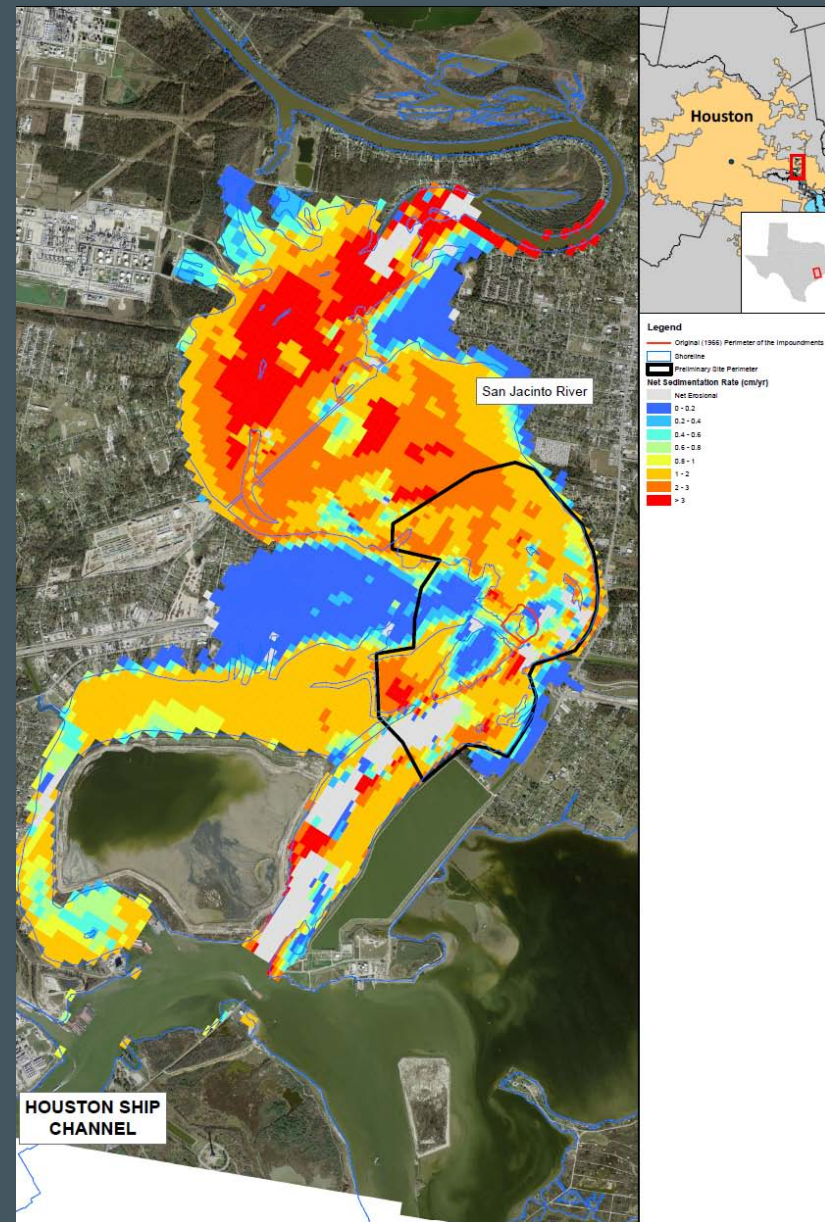 Houston
San Jacinto River
Legend
Original (1966) Perimeter of the Impoundments
Shoreline
Preliminary Site Perimeter
Net Sedimentation Rate (cm/yr)
Net Erosional
0 - 0.2
0.2 - 0.4
0.4 - 0.6
0.6 - 0.8
0.8 - 1
1 - 2
2 - 3
> 3
HOUSTON SHIP
CHANNEL